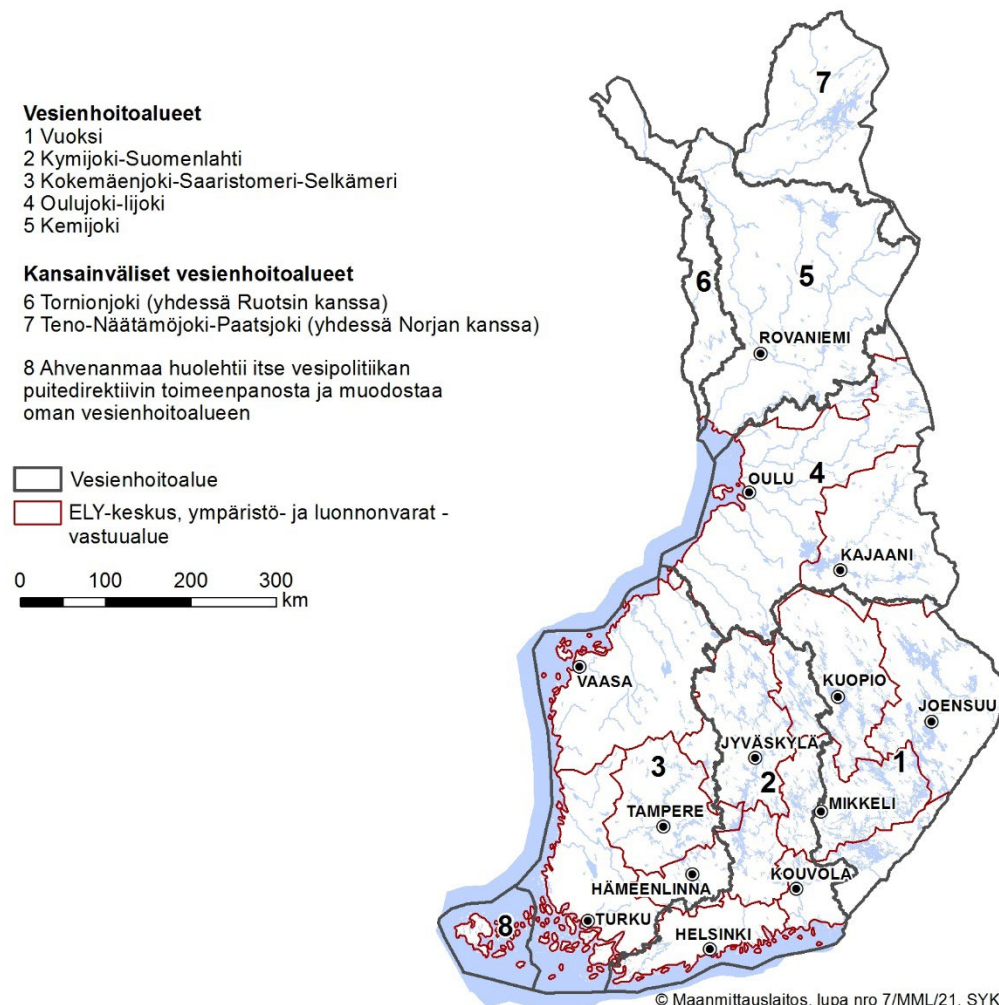 Vesienhoitoalueet
1 Vuoksi
2 Kymijoki-Suomenlahti
3 Kokemäenjoki-Saaristomeri-Selkämeri
4 Oulujoki-Iijoki
5 Kemijoki
Kansainväliset vesienhoitoalueet
6 Tornionjoki (yhdessä Ruotsin kanssa)
7 Teno-Näätämöjoki-Paatsjoki (yhdessä Norjan kanssa)
8 Ahvenanmaa huolehtii itse vesipolitiikan
puitedirektiivin toimeenpanosta ja muodostaa
oman vesienhoitoalueen
Vesienhoitoalue
ELY-keskus, ympäristö- ja luonnonvarat -
vastuualue
0 100 200 300
km
7
6
5
ROVANIEMI
4
OULU
KAJAANI
VAASA
KUOPIO
JOENSUU
JYVÄSKYLÄ
3
2
1
TAMPERE
MIKKELI
HÄMEENLINNA
KOUVOLA
8
TURKU
HELSINKI
© Maanmittauslaitos, lupa nro 7/MML/21, SYK